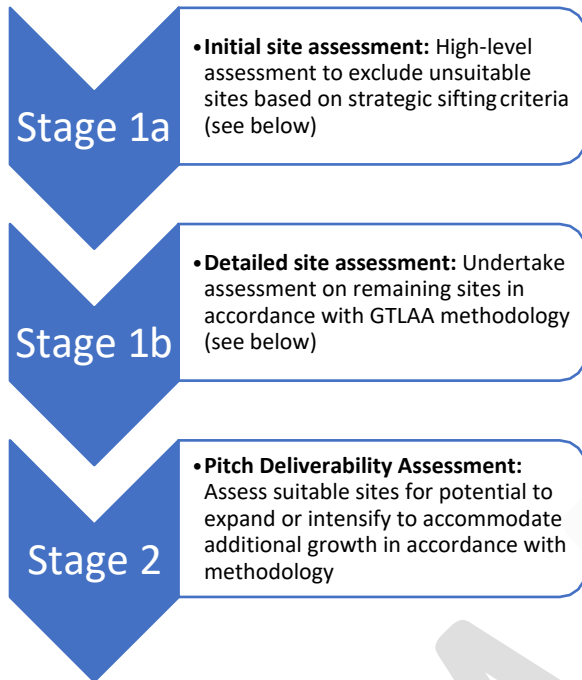 Stage 1a
•Initial site assessment: High-level
assessment to exclude unsuitable
sites based on strategic sifting criteria
(see below)
Stage 1b
•Detailed site assessment: Undertake
assessment on remaining sites in
accordance with GTLAA methodology
(see below)
Stage 2
•Pitch Deliverability Assessment:
Assess suitable sites for potential to
expand or intensify to accommodate
additional growth in accordance with
methodology